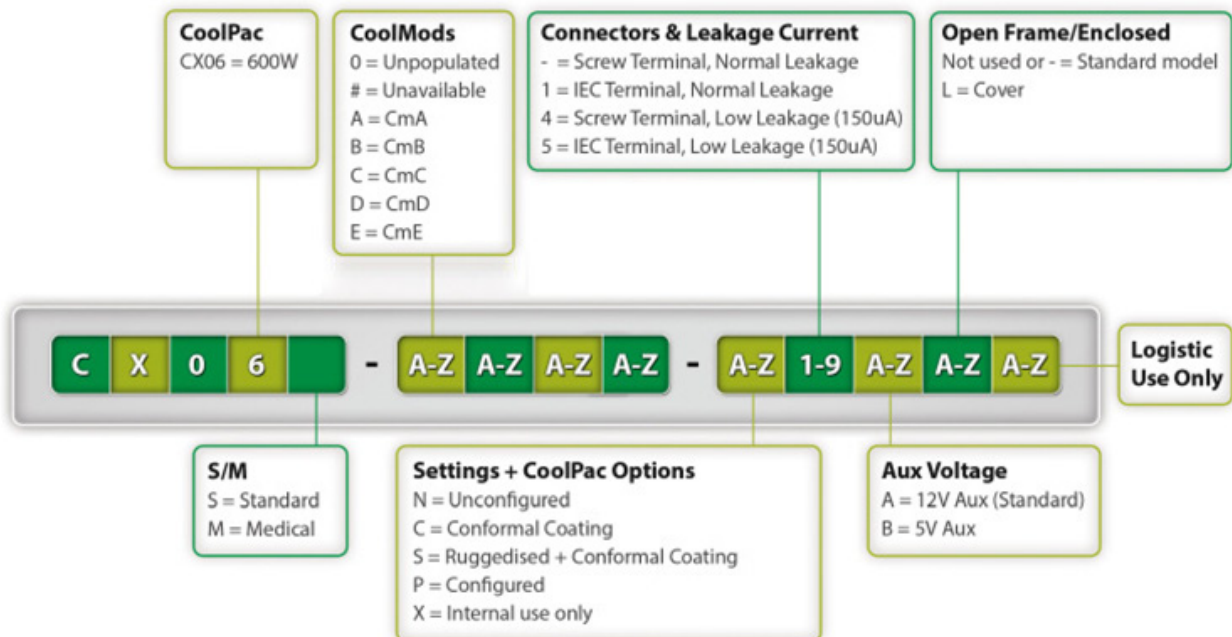 CoolPac
CX06 = 600W
CoolMods
0 = Unpopulated
# = Unavailable
A = CmA
B = CmB
C = CmC
D = CmD
E = CmE
Connectors & Leakage Current
- = Screw Terminal, Normal Leakage
1 = IEC Terminal, Normal Leakage
4 = Screw Terminal, Low Leakage (150uA)
5 = IEC Terminal, Low Leakage (150uA)
Open Frame/Enclosed
Not used or - = Standard model
L = Cover
C X 0 6 - A-Z A-Z A-Z A-Z - A-Z 1-9 A-Z A-Z A-Z
Logistic
Use Only
S/M
S = Standard
M = Medical
Settings + CoolPac Options
N = Unconfigured
C = Conformal Coating
S = Ruggedised + Conformal Coating
P = Configured
X = Internal use only
Aux Voltage
A = 12V Aux (Standard)
B = 5V Aux